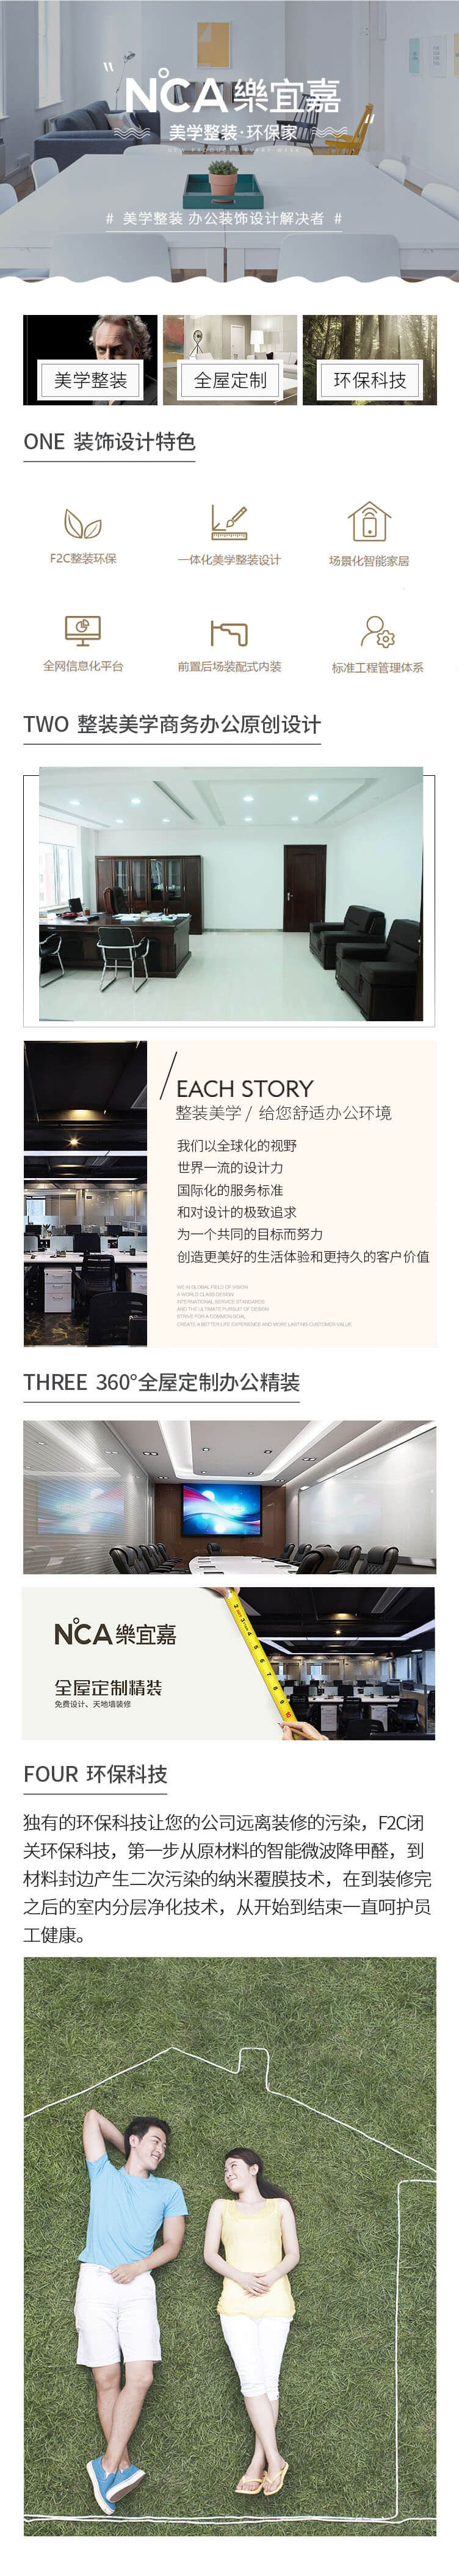 NCA 樂宜嘉
美学整装·环保家
# 美学整装 办公装饰设计解决者 #
美学整装
全屋定制
环保科技
ONE 装饰设计特色
F2C整装环保
一体化美学整装设计
场景化智能家居
全网信息化平台
前置后场装配式内装
标准工程管理体系
TWO 整装美学商务办公原创设计
EACH STORY
整装美学 / 给您舒适办公环境
我们以全球化的视野
世界一流的设计力
国际化的服务标准
和对设计的极致追求
为一个共同的目标而努力
创造更美好的生活体验和更持久的客户价值
WE IN GLOBAL FIELD OF VISION
A WORLD CLASS DESIGN
INTERNATIONAL SERVICE STANDARDS
AND THE ULTIMATE PURSUIT OF DESIGN
STRIVE FOR A COMMON GOAL
CREATE A BETTER LIFE EXPERIENCE AND MORE LASTING CUSTOMER VALUE
THREE 360°全屋定制办公精装
NCA 樂宜嘉
全屋定制精装
免费设计、天地墙装修
FOUR 环保科技
独有的环保科技让您的公司远离装修的污染，F2C闭
关环保科技，第一步从原材料的智能微波降甲醛，到
材料封边产生二次污染的纳米覆膜技术，在到装修完
之后的室内分层净化技术，从开始到结束一直呵护员
工健康。